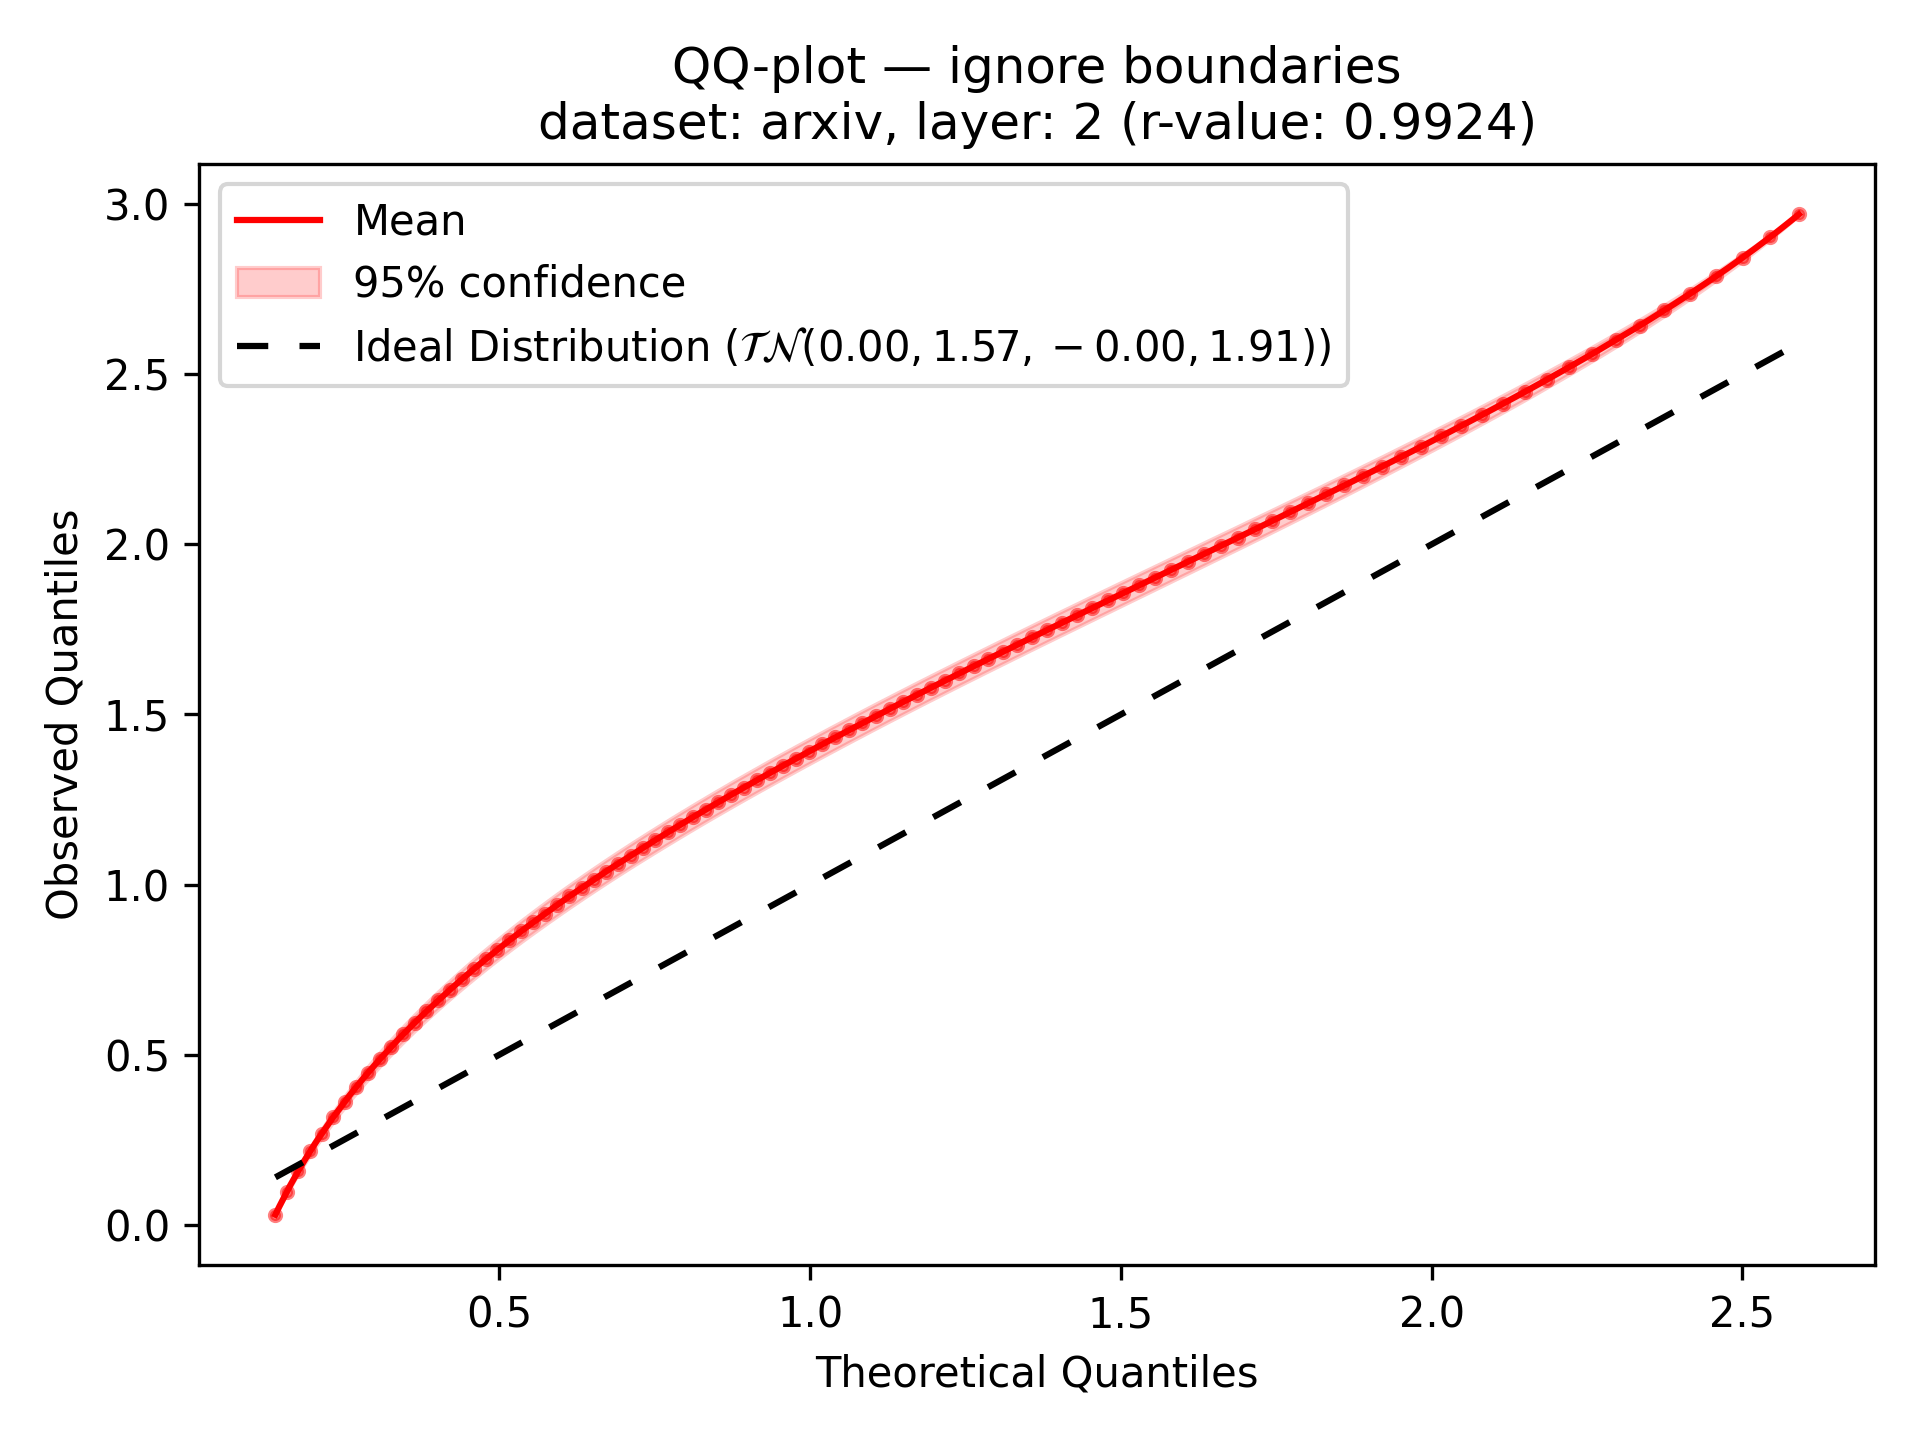 QQ-plot — ignore boundaries
dataset: arxiv, layer: 2 (r-value: 0.9924)
Mean
95% confidence
Ideal Distribution (𝒯𝒩(0.00, 1.57, −0.00, 1.91))
3.0
2.5
2.0
1.5
1.0
0.5
0.0
Observed Quantiles
0.5 1.0 1.5 2.0 2.5
Theoretical Quantiles